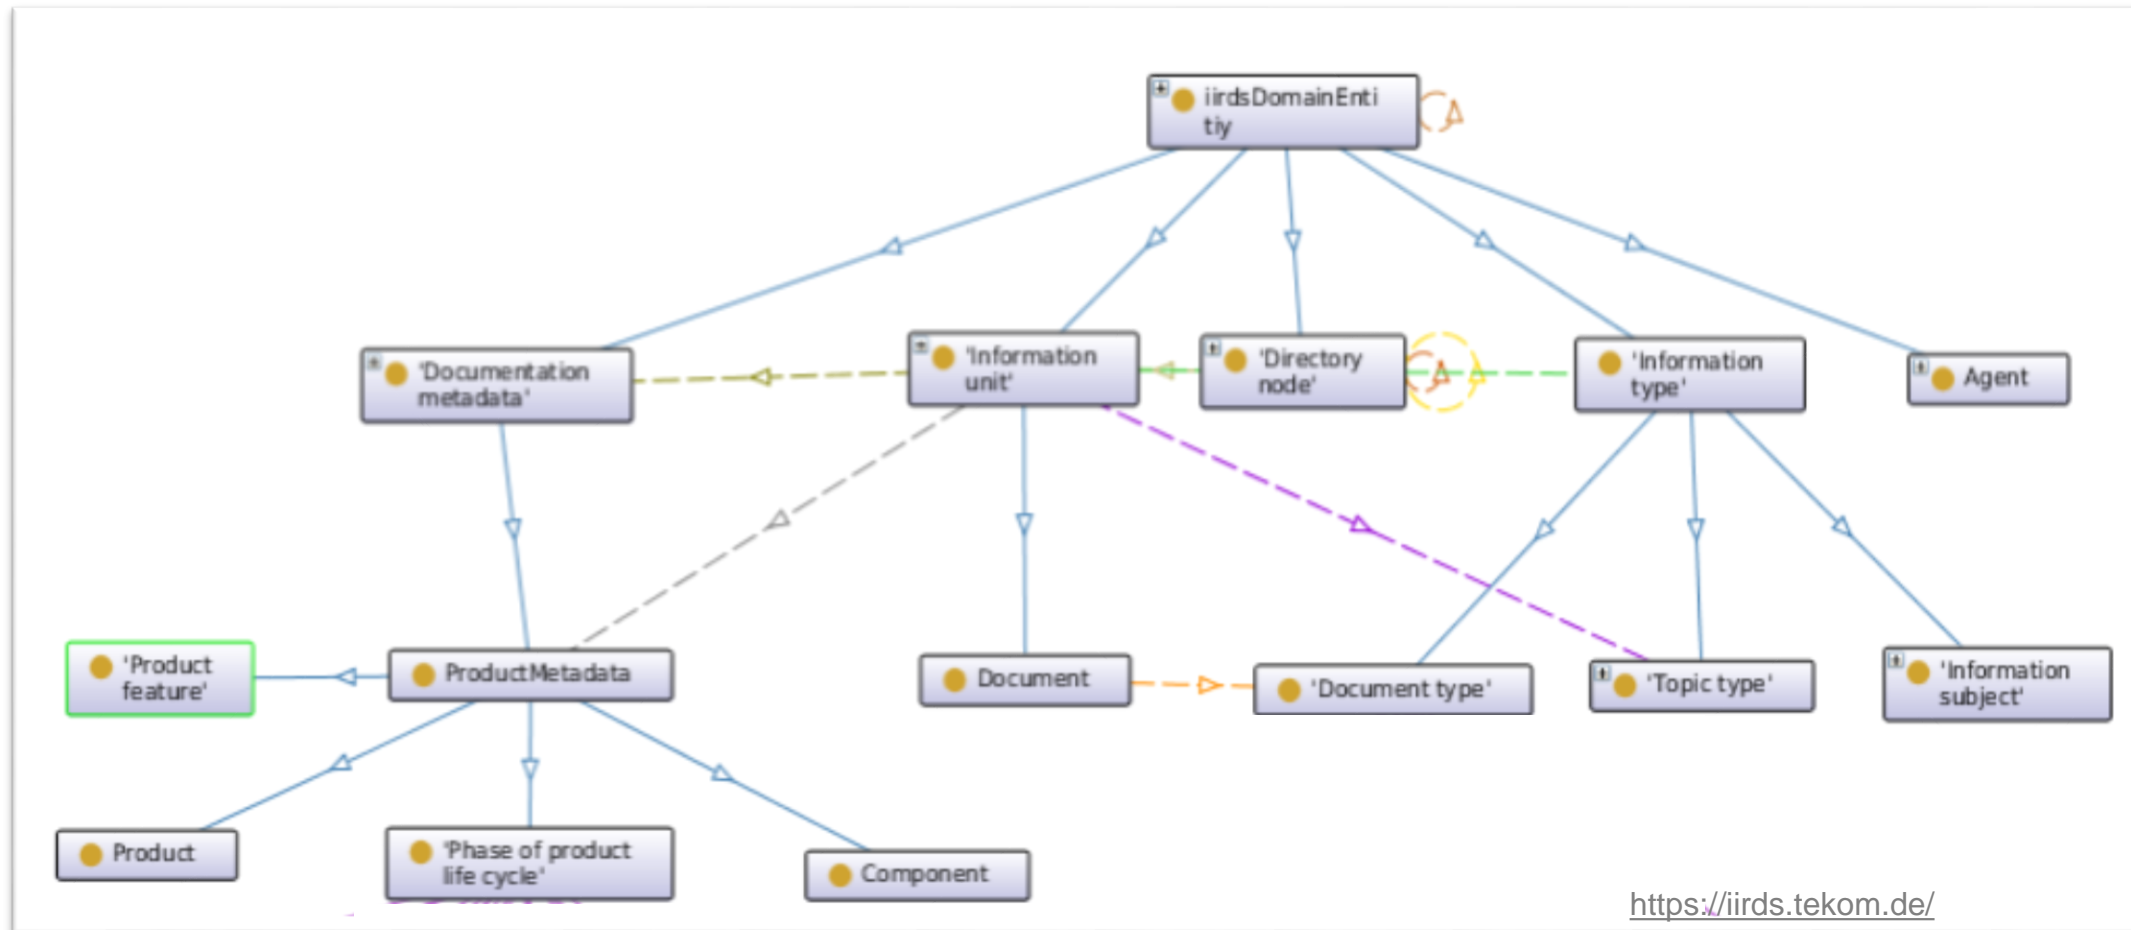 iirdsDomainEnti
tiy
'Documentation
metadata'
'Information
unit'
'Directory
node'
'Information
type'
Agent
'Product
feature'
ProductMetadata
Document
'Document type'
'Topic type'
'Information
subject'
Product
'Phase of product
life cycle'
Component
https://iirds.tekom.de/